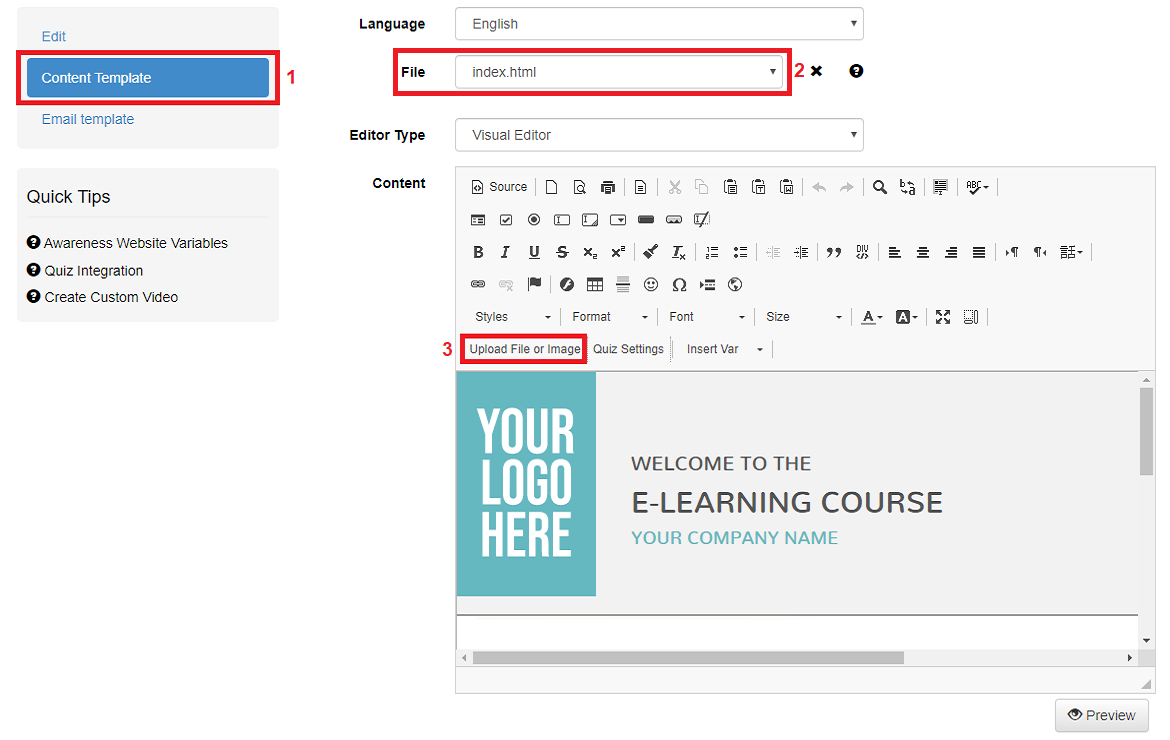 Edit
Content Template 1
Email template
Quick Tips
Awareness Website Variables
Quiz Integration
Create Custom Video
Language English
File index.html 2
Editor Type Visual Editor
Content
Source
Styles Format Font Size
3 Upload File or Image Quiz Settings Insert Var
YOUR
LOGO
HERE
WELCOME TO THE
E-LEARNING COURSE
YOUR COMPANY NAME
Preview